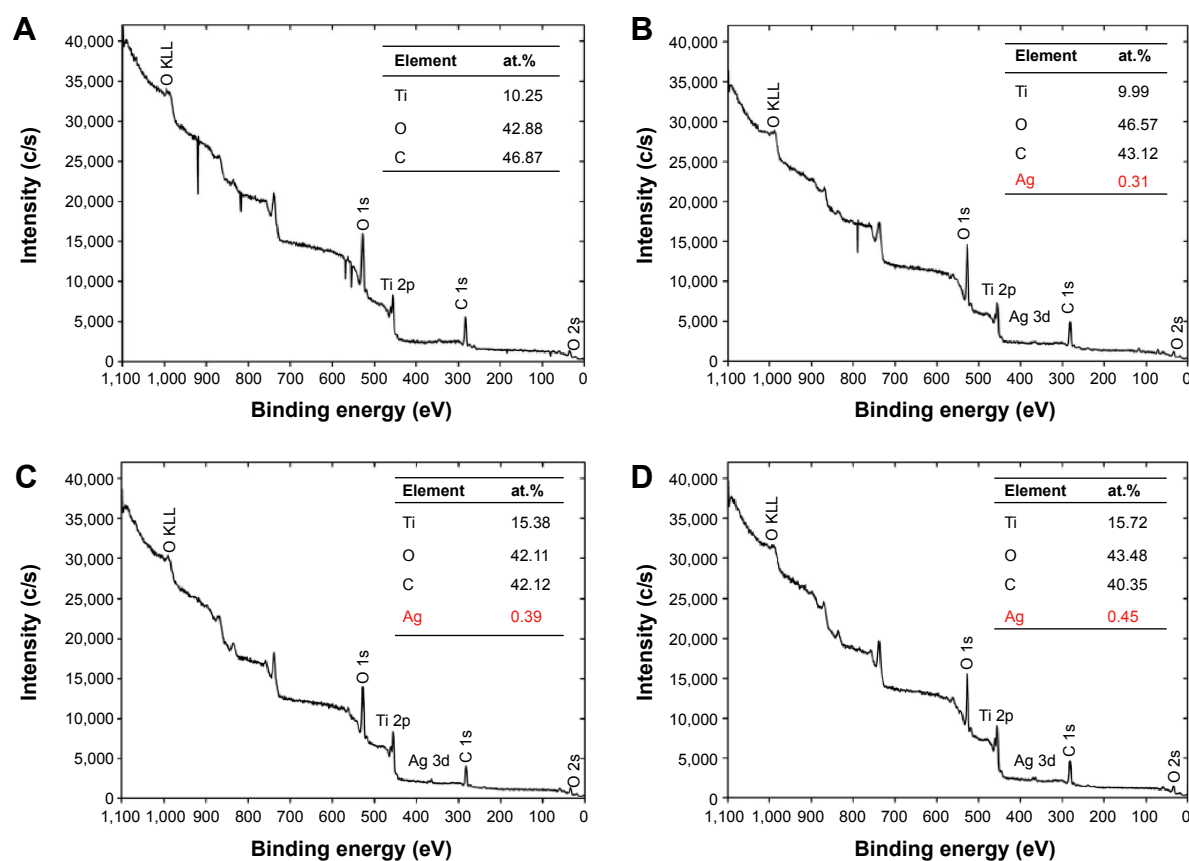 A
Intensity (c/s)
40,000
35,000
30,000
25,000
20,000
15,000
10,000
5,000
0
O KLL
O 1s
Ti 2p
C 1s
O 2s
Element at.%
Ti 10.25
O 42.88
C 46.87
1,100 1,000 900 800 700 600 500 400 300 200 100 0
Binding energy (eV)
B
Intensity (c/s)
40,000
35,000
30,000
25,000
20,000
15,000
10,000
5,000
0
O KLL
O 1s
Ti 2p
Ag 3d
C 1s
O 2s
Element at.%
Ti 9.99
O 46.57
C 43.12
Ag 0.31
1,100 1,000 900 800 700 600 500 400 300 200 100 0
Binding energy (eV)
C
Intensity (c/s)
40,000
35,000
30,000
25,000
20,000
15,000
10,000
5,000
0
O KLL
O 1s
Ti 2p
Ag 3d
C 1s
O 2s
Element at.%
Ti 15.38
O 42.11
C 42.12
Ag 0.39
1,100 1,000 900 800 700 600 500 400 300 200 100 0
Binding energy (eV)
D
Intensity (c/s)
40,000
35,000
30,000
25,000
20,000
15,000
10,000
5,000
0
O KLL
O 1s
Ti 2p
Ag 3d
C 1s
O 2s
Element at.%
Ti 15.72
O 43.48
C 40.35
Ag 0.45
1,100 1,000 900 800 700 600 500 400 300 200 100 0
Binding energy (eV)